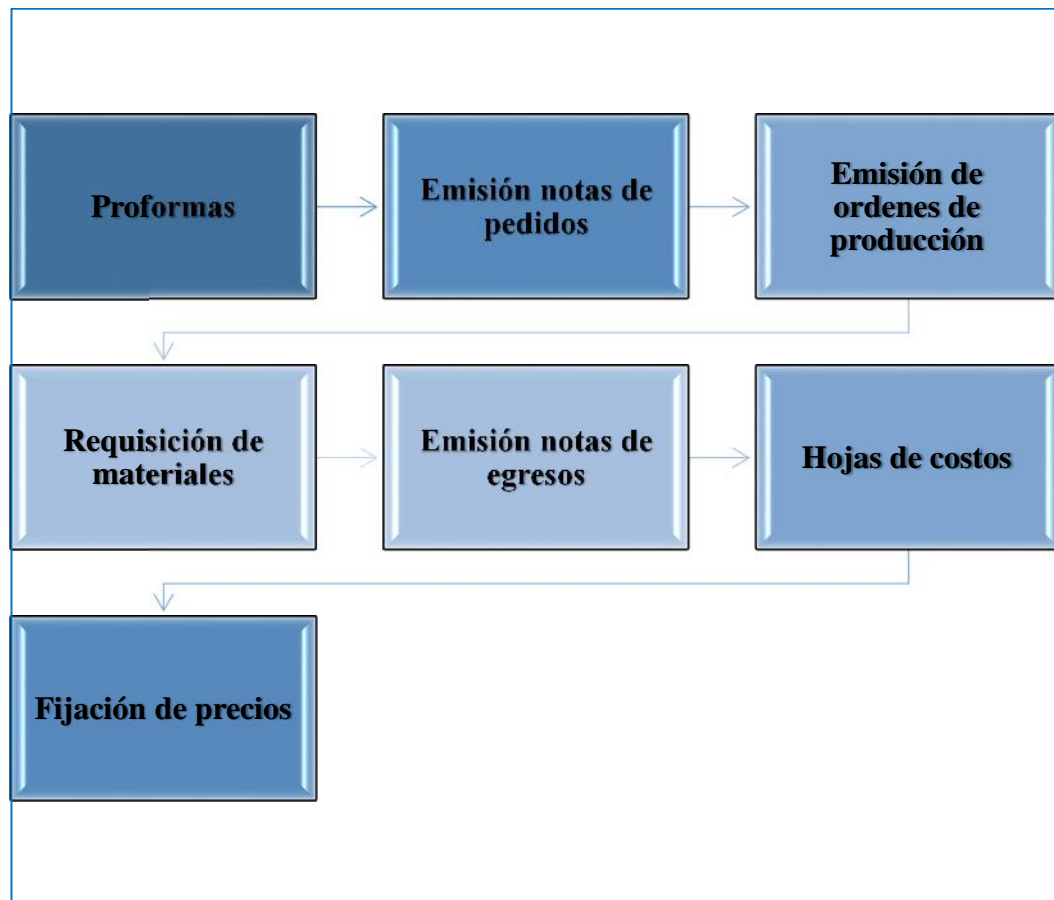 Proformas
Emisión notas de
pedidos
Emisión de
ordenes de
producción
Requisición de
materiales
Emisión notas de
egresos
Hojas de costos
Fijación de precios